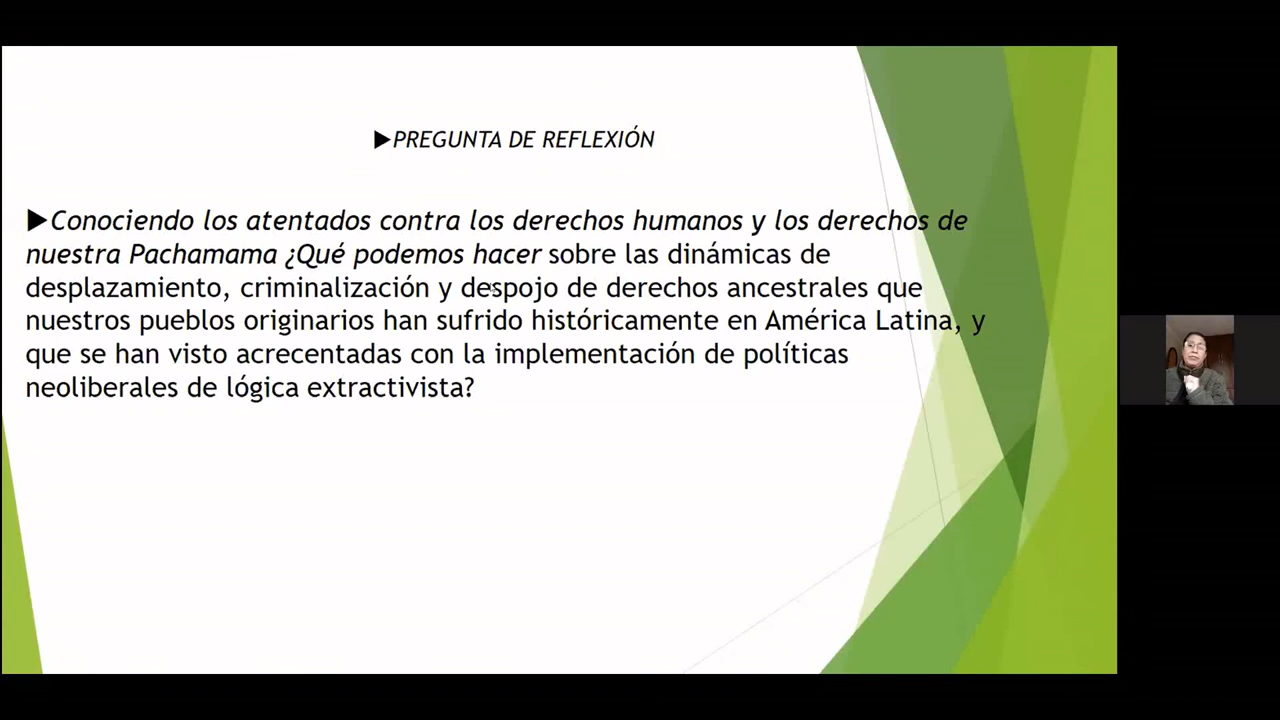 PREGUNTA DE REFLEXIÓN
Conociendo los atentados contra los derechos humanos y los derechos de
nuestra Pachamama ¿Qué podemos hacer sobre las dinámicas de
desplazamiento, criminalización y despojo de derechos ancestrales que
nuestros pueblos originarios han sufrido históricamente en América Latina, y
que se han visto acrecentadas con la implementación de políticas
neoliberales de lógica extractivista?